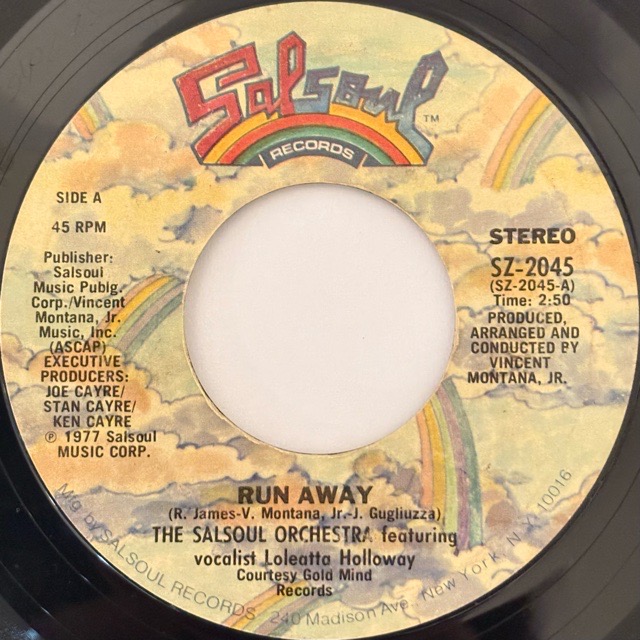 Salsoul™
RECORDS
SIDE A
45 RPM
Publisher:
Salsoul
Music Publg.
Corp./Vincent
Montana, Jr.
Music, Inc.
(ASCAP)
EXECUTIVE
PRODUCERS:
JOE CAYRE/
STAN CAYRE/
KEN CAYRE
℗ 1977 Salsoul
MUSIC CORP.
STEREO
SZ-2045
(SZ-2045-A)
Time: 2:50
PRODUCED,
ARRANGED AND
CONDUCTED BY
VINCENT
MONTANA, JR.
RUN AWAY
(R. James-V. Montana, Jr.-J. Gugliuzza)
THE SALSOUL ORCHESTRA featuring
vocalist Loleatta Holloway
Courtesy Gold Mind
Records
Mfg by SALSOUL RECORDS 240 Madison Ave., New York, N.Y. 10016